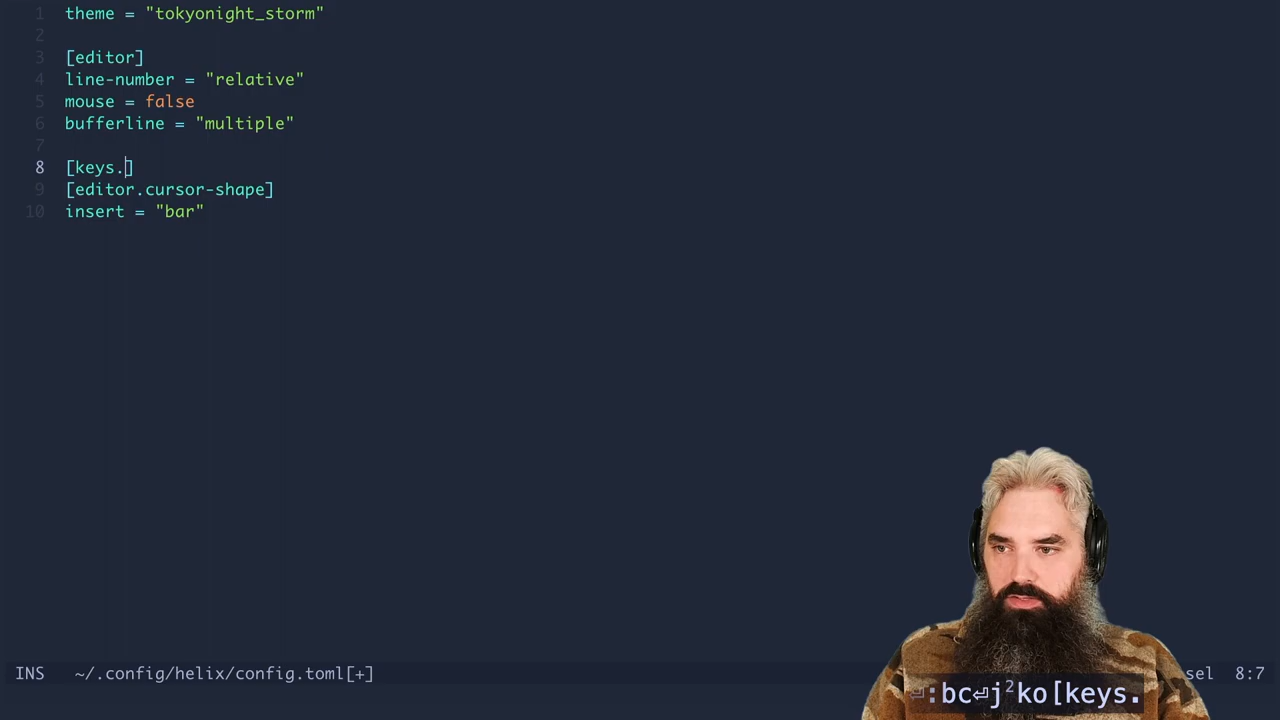 1 theme = "tokyonight_storm"
2
3 [editor]
4 line-number = "relative"
5 mouse = false
6 bufferline = "multiple"
7
8 [keys.]
9 [editor.cursor-shape]
10 insert = "bar"
INS ~/.config/helix/config.toml[+] sel 8:7
⏎:bc⏎j²ko[keys.